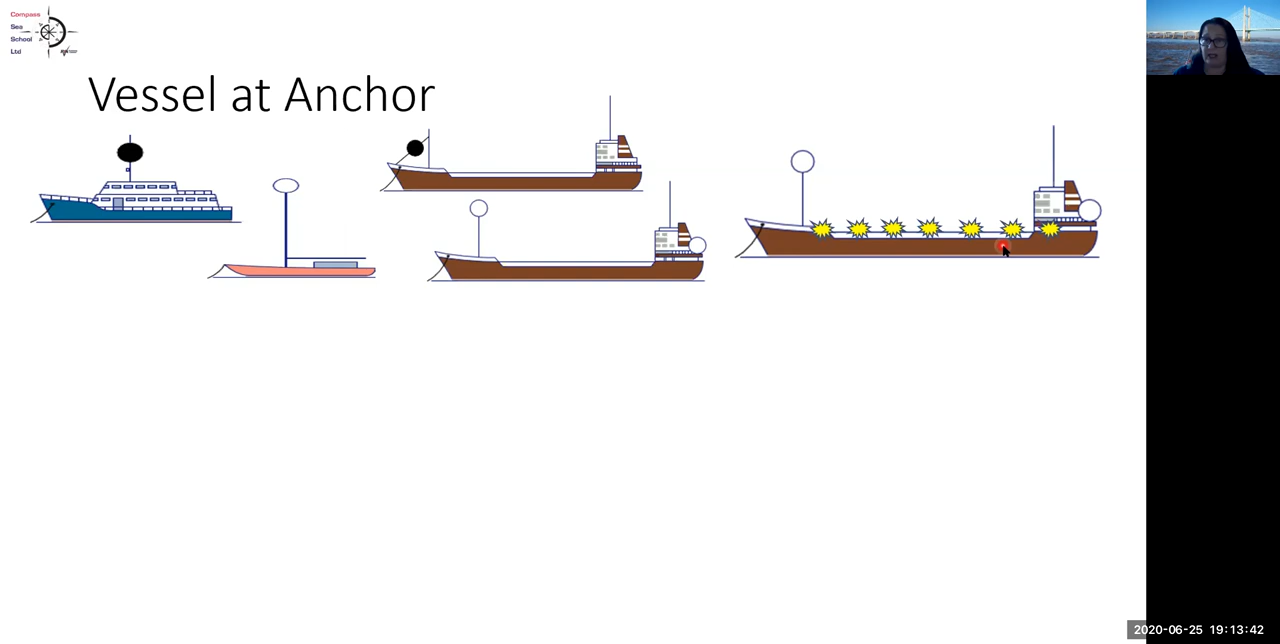 Compass
Sea
School
Ltd
Vessel at Anchor
2020-06-25 19:13:42